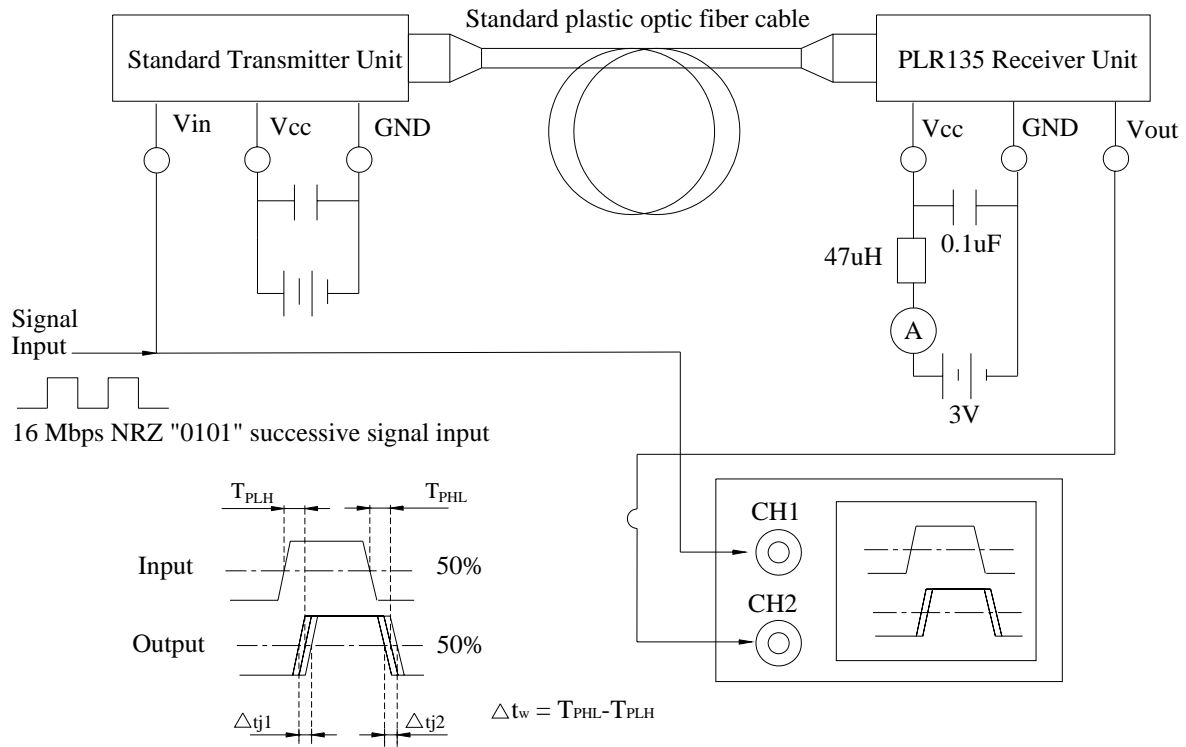 Standard plastic optic fiber cable
Standard Transmitter Unit
PLR135 Receiver Unit
Vin
Vcc
GND
Vcc
GND
Vout
0.1uF
47uH
A
3V
Signal
Input
16 Mbps NRZ "0101" successive signal input
TPLH
TPHL
Input
50%
Output
50%
△tj1
△tj2
△tw = TPHL-TPLH
CH1
CH2